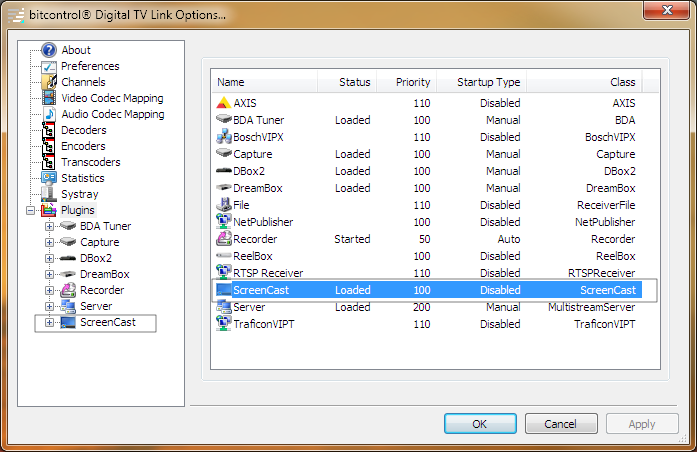 bitcontrol® Digital TV Link Options...
About
Preferences
Channels
Video Codec Mapping
Audio Codec Mapping
Decoders
Encoders
Transcoders
Statistics
Systray
Plugins
BDA Tuner
Capture
DBox2
DreamBox
Recorder
Server
ScreenCast
Name Status Priority Startup Type Class
AXIS 110 Disabled AXIS
BDA Tuner Loaded 100 Manual BDA
BoschVIPX 110 Disabled BoschVIPX
Capture Loaded 100 Manual Capture
DBox2 Loaded 100 Manual DBox2
DreamBox Loaded 100 Manual DreamBox
File 110 Disabled ReceiverFile
NetPublisher 100 Disabled NetPublisher
Recorder Started 50 Auto Recorder
ReelBox 100 Disabled ReelBox
RTSP Receiver 110 Disabled RTSPReceiver
ScreenCast Loaded 100 Disabled ScreenCast
Server Loaded 200 Manual MultistreamServer
TraficonVIPT 110 Disabled TraficonVIPT
OK Cancel Apply